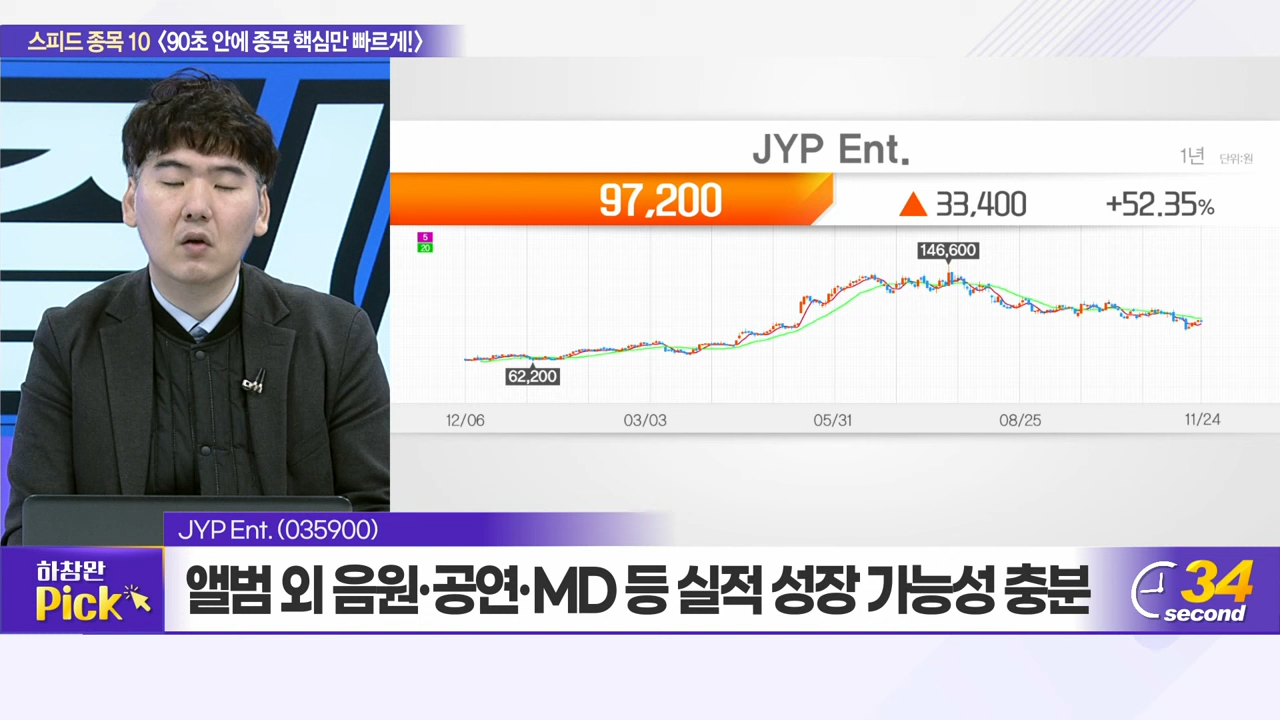 스피드 종목 10 〈90초 안에 종목 핵심만 빠르게!〉
JYP Ent.
1년 단위:원
97,200 ▲ 33,400 +52.35%
5
20
146,600
62,200
12/06 03/03 05/31 08/25 11/24
JYP Ent. (035900)
하창완
Pick
앨범 외 음원·공연·MD 등 실적 성장 가능성 충분
34
second